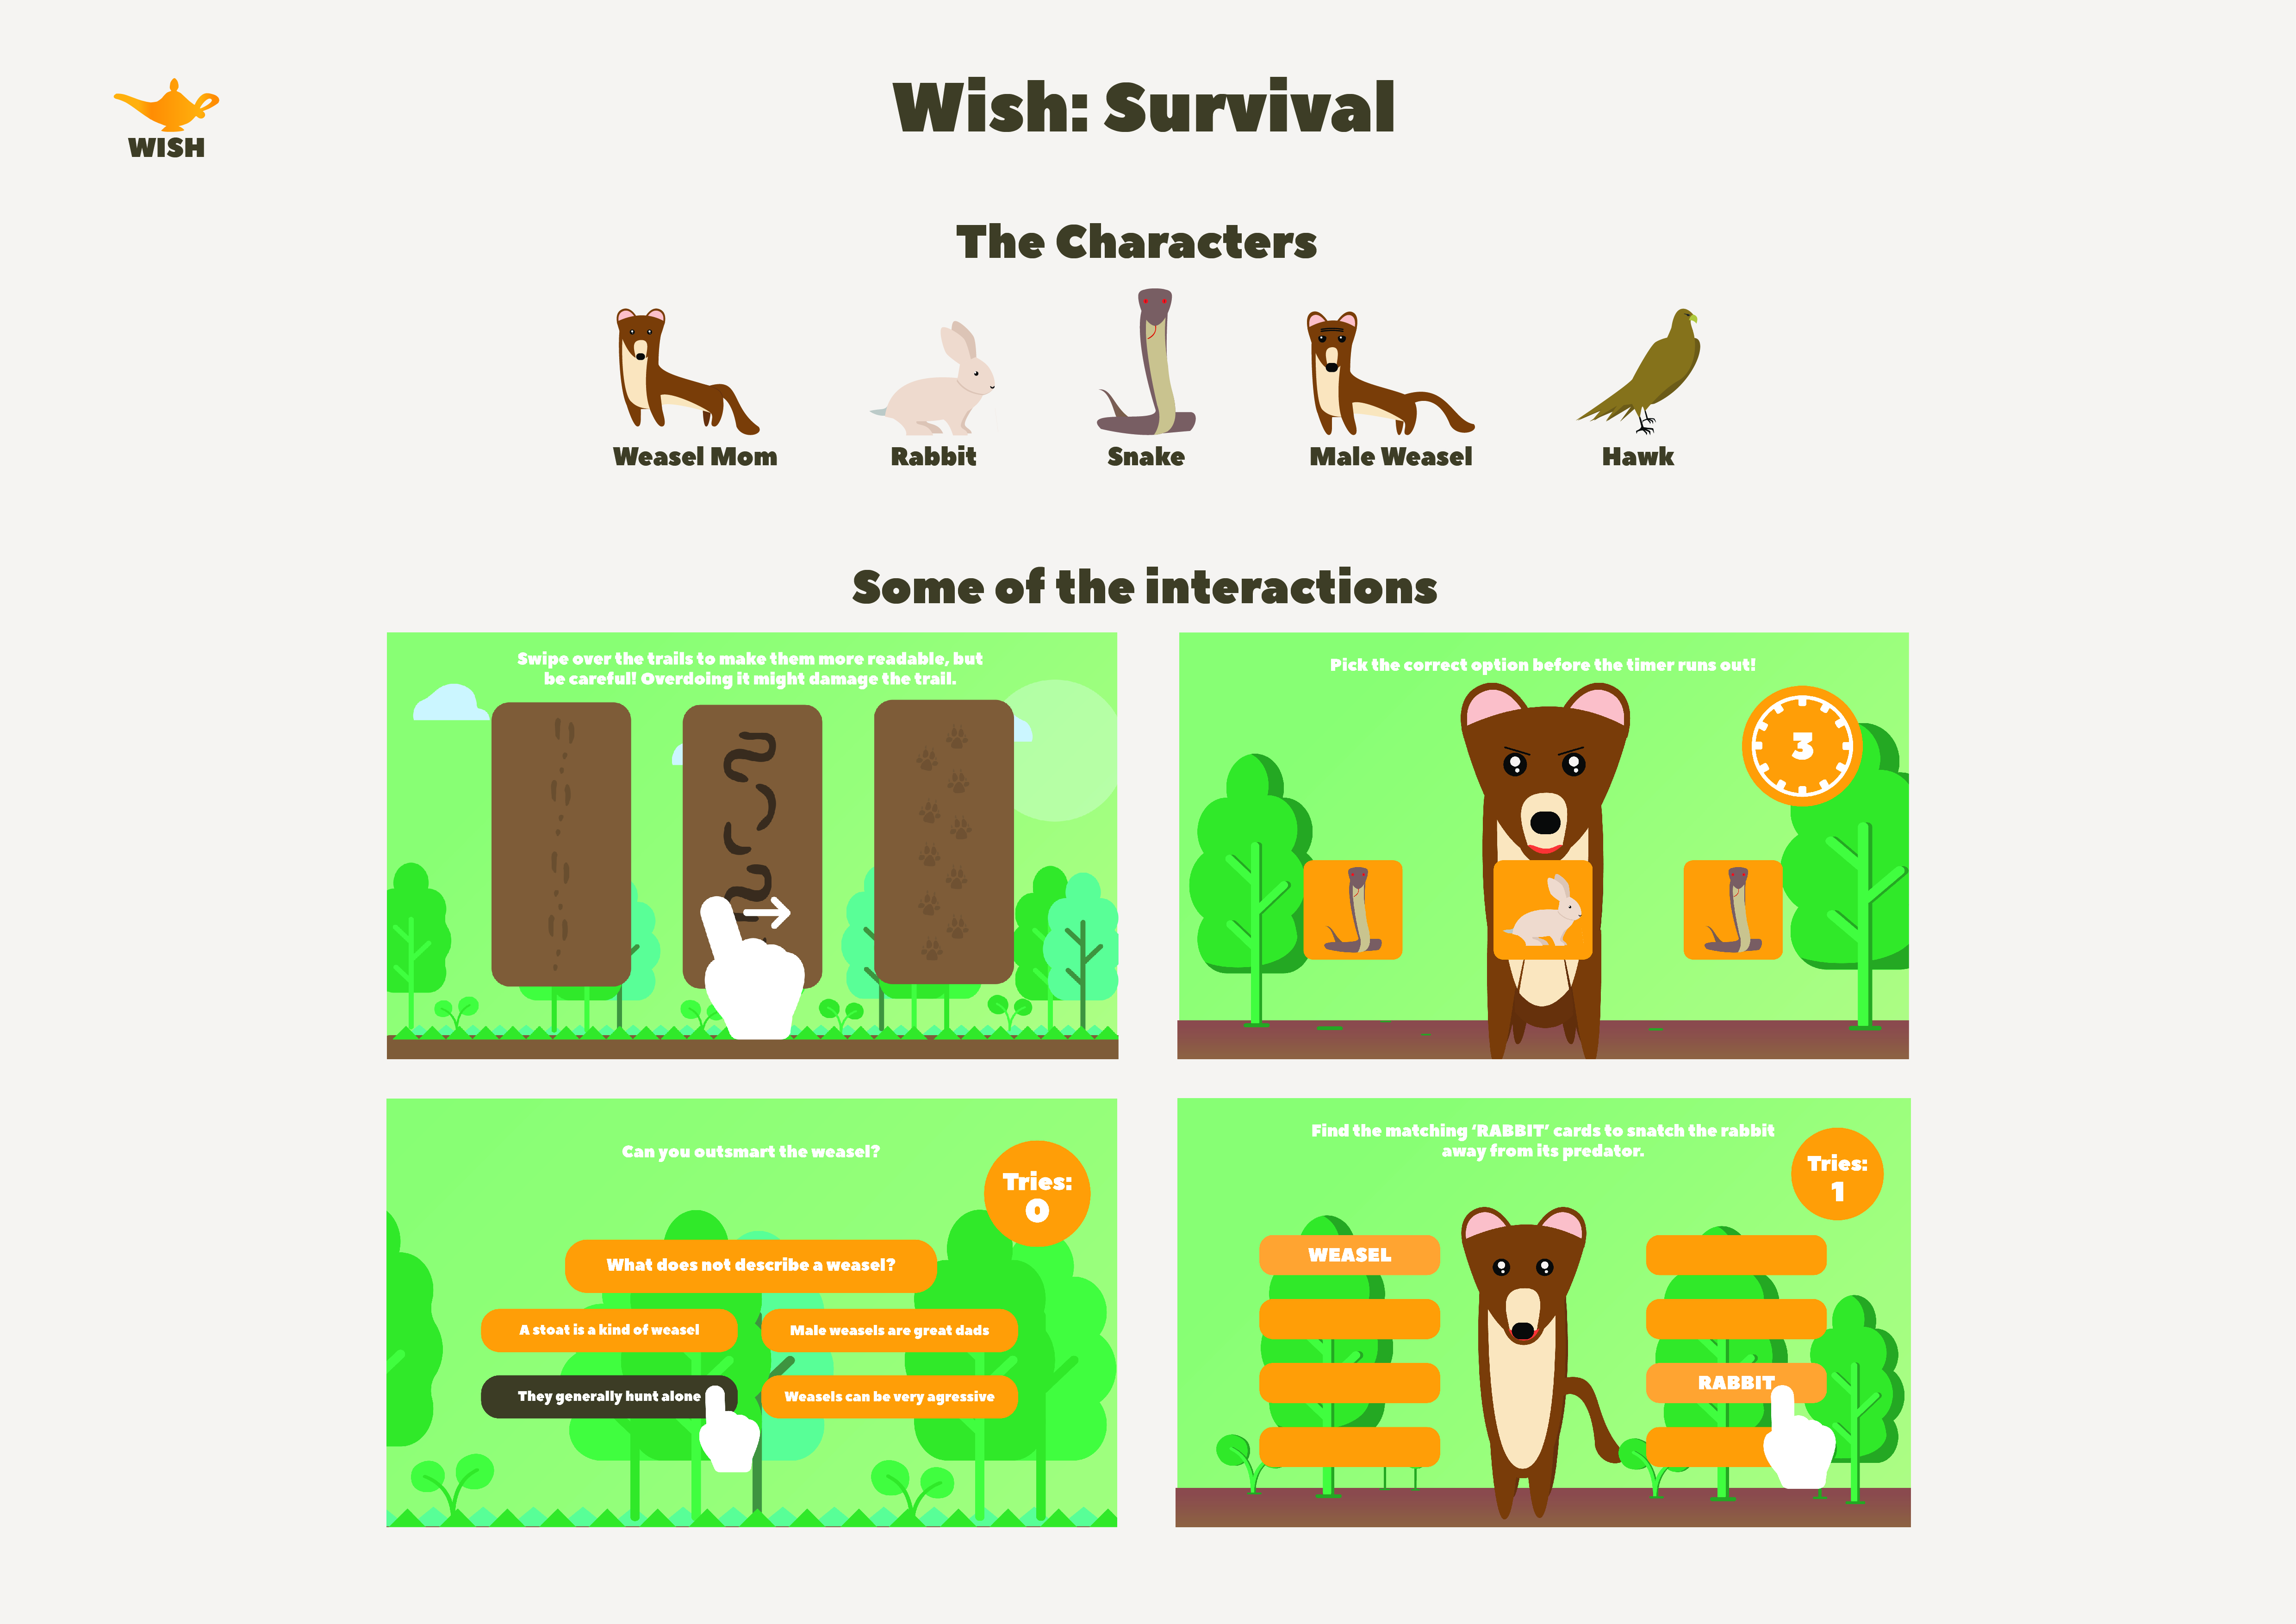 WISH
Wish: Survival
The Characters
Weasel Mom
Rabbit
Snake
Male Weasel
Hawk
Some of the interactions
Swipe over the trails to make them more readable, but
be careful! Overdoing it might damage the trail.
Pick the correct option before the timer runs out!
3
Can you outsmart the weasel?
Tries:
0
What does not describe a weasel?
A stoat is a kind of weasel
Male weasels are great dads
They generally hunt alone
Weasels can be very agressive
Find the matching 'RABBIT' cards to snatch the rabbit
away from its predator.
Tries:
1
WEASEL
RABBIT